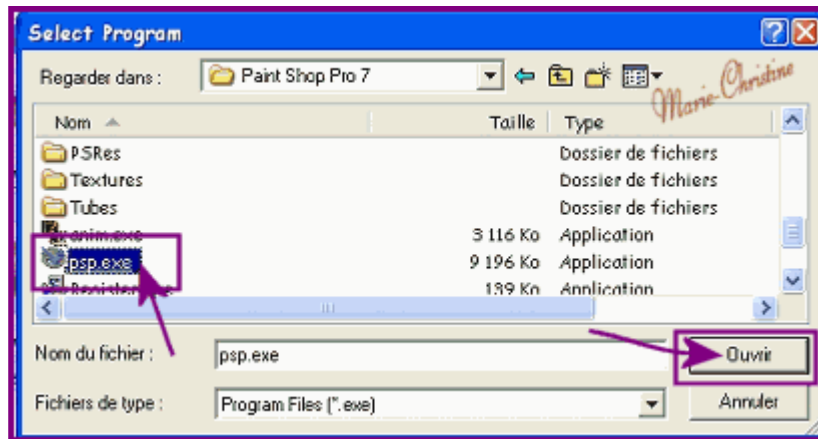 Select Program
Regarder dans : Paint Shop Pro 7
Marie-Christine
Nom Taille Type
PSRes Dossier de fichiers
Textures Dossier de fichiers
Tubes Dossier de fichiers
anim.exe 3 116 Ko Application
psp.exe 9 196 Ko Application
139 Ko Application
Nom du fichier : psp.exe Ouvrir
Fichiers de type : Program Files (*.exe) Annuler